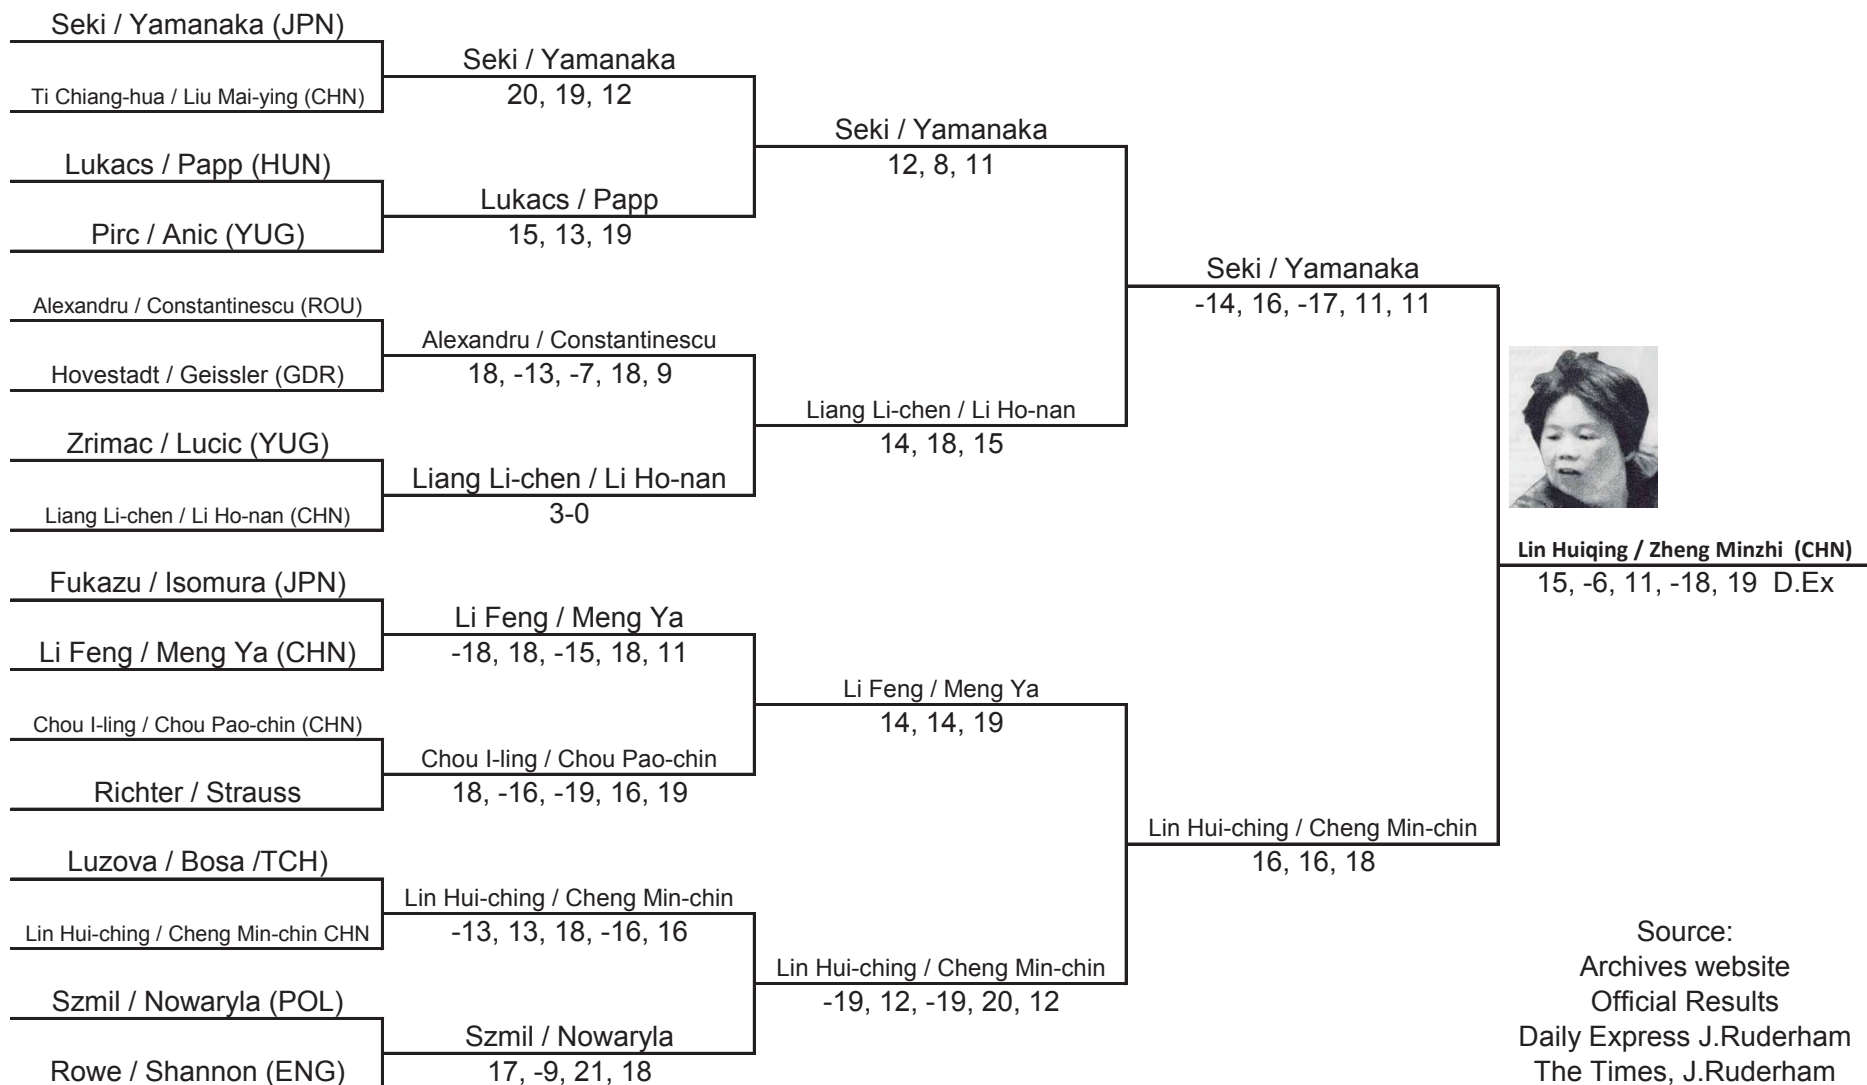 Seki / Yamanaka (JPN)
Ti Chiang-hua / Liu Mai-ying (CHN)
Lukacs / Papp (HUN)
Pirc / Anic (YUG)
Alexandru / Constantinescu (ROU)
Hovestadt / Geissler (GDR)
Zrimac / Lucic (YUG)
Liang Li-chen / Li Ho-nan (CHN)
Fukazu / Isomura (JPN)
Li Feng / Meng Ya (CHN)
Chou I-ling / Chou Pao-chin (CHN)
Richter / Strauss
Luzova / Bosa /TCH)
Lin Hui-ching / Cheng Min-chin CHN
Szmil / Nowaryla (POL)
Rowe / Shannon (ENG)
Seki / Yamanaka
20, 19, 12
Lukacs / Papp
15, 13, 19
Alexandru / Constantinescu
18, -13, -7, 18, 9
Liang Li-chen / Li Ho-nan
3-0
Li Feng / Meng Ya
-18, 18, -15, 18, 11
Chou I-ling / Chou Pao-chin
18, -16, -19, 16, 19
Lin Hui-ching / Cheng Min-chin
-13, 13, 18, -16, 16
Szmil / Nowaryla
17, -9, 21, 18
Seki / Yamanaka
12, 8, 11
Liang Li-chen / Li Ho-nan
14, 18, 15
Li Feng / Meng Ya
14, 14, 19
Lin Hui-ching / Cheng Min-chin
-19, 12, -19, 20, 12
Seki / Yamanaka
-14, 16, -17, 11, 11
Lin Hui-ching / Cheng Min-chin
16, 16, 18
Lin Huiqing / Zheng Minzhi (CHN)
15, -6, 11, -18, 19 D.Ex
Source:
Archives website
Official Results
Daily Express J.Ruderham
The Times, J.Ruderham